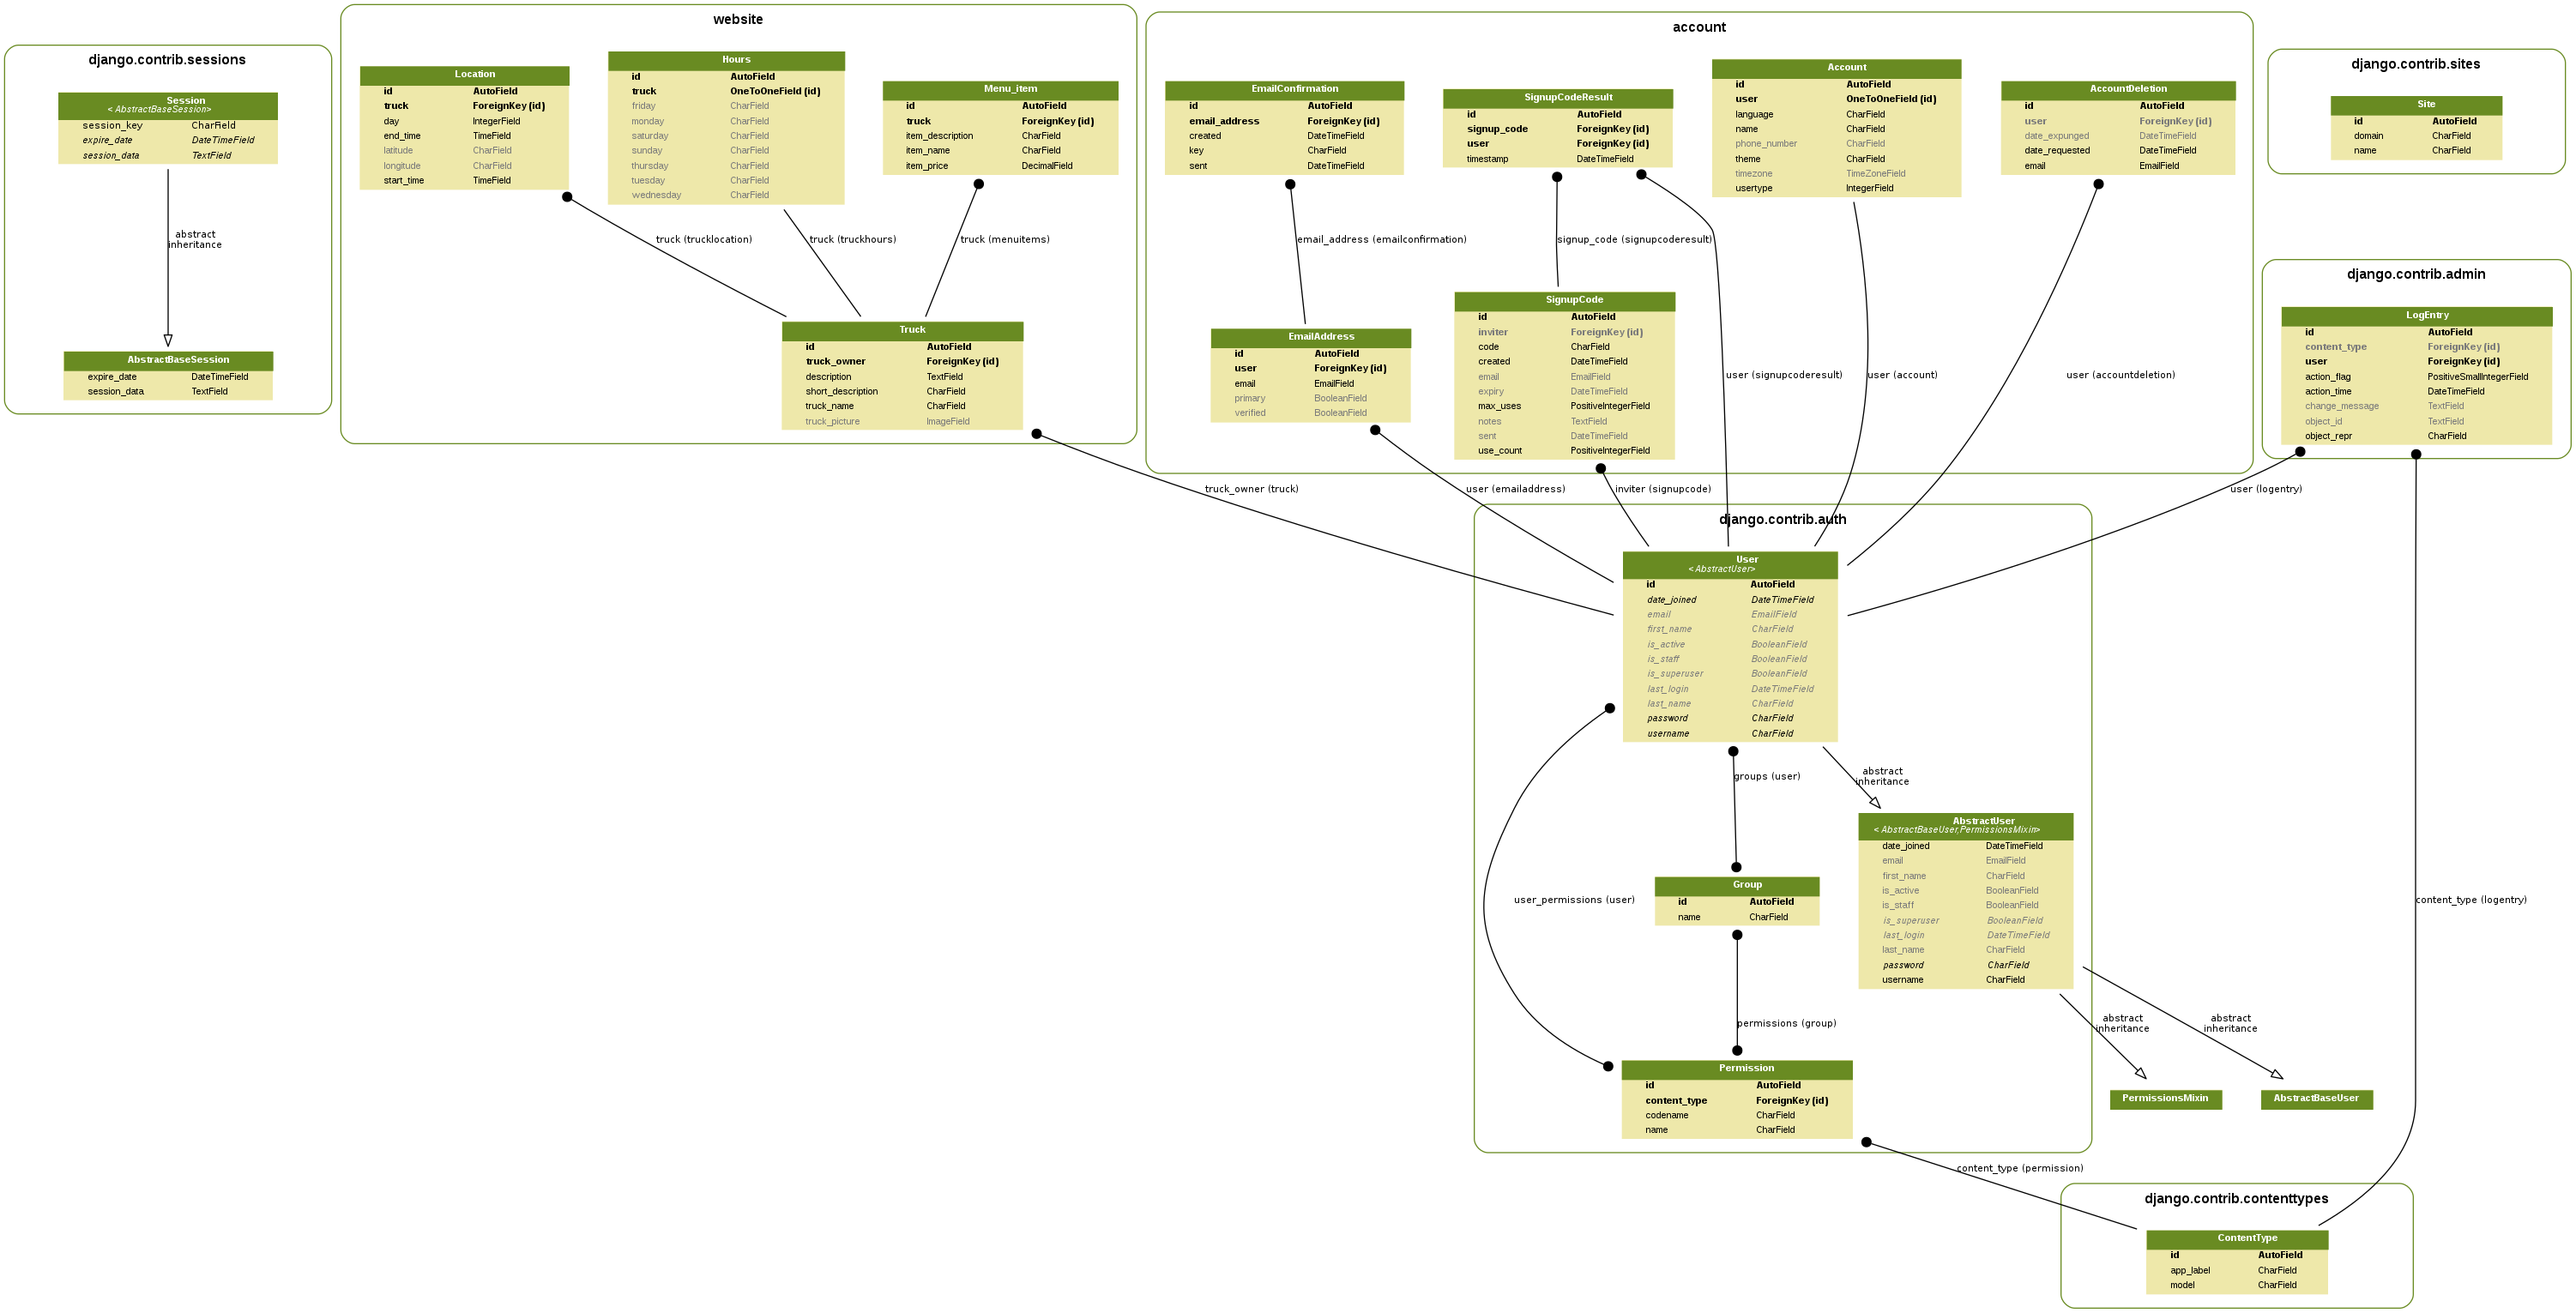 django.contrib.sessions
Session
< AbstractBaseSession>
session_key CharField
expire_date DateTimeField
session_data TextField
abstract
inheritance
AbstractBaseSession
expire_date DateTimeField
session_data TextField
website
Location
id AutoField
truck ForeignKey (id)
day IntegerField
end_time TimeField
latitude CharField
longitude CharField
start_time TimeField
Hours
id AutoField
truck OneToOneField (id)
friday CharField
monday CharField
saturday CharField
sunday CharField
thursday CharField
tuesday CharField
wednesday CharField
Menu_item
id AutoField
truck ForeignKey (id)
item_description CharField
item_name CharField
item_price DecimalField
truck (trucklocation)
truck (truckhours)
truck (menuitems)
Truck
id AutoField
truck_owner ForeignKey (id)
description TextField
short_description CharField
truck_name CharField
truck_picture ImageField
account
EmailConfirmation
id AutoField
email_address ForeignKey (id)
created DateTimeField
key CharField
sent DateTimeField
SignupCodeResult
id AutoField
signup_code ForeignKey (id)
user ForeignKey (id)
timestamp DateTimeField
Account
id AutoField
user OneToOneField (id)
language CharField
name CharField
phone_number CharField
theme CharField
timezone TimeZoneField
usertype IntegerField
AccountDeletion
id AutoField
user ForeignKey (id)
date_expunged DateTimeField
date_requested DateTimeField
email EmailField
email_address (emailconfirmation)
signup_code (signupcoderesult)
EmailAddress
id AutoField
user ForeignKey (id)
email EmailField
primary BooleanField
verified BooleanField
SignupCode
id AutoField
inviter ForeignKey (id)
code CharField
created DateTimeField
email EmailField
expiry DateTimeField
max_uses PositiveIntegerField
notes TextField
sent DateTimeField
use_count PositiveIntegerField
user (signupcoderesult)
user (account)
user (accountdeletion)
django.contrib.sites
Site
id AutoField
domain CharField
name CharField
django.contrib.admin
LogEntry
id AutoField
content_type ForeignKey (id)
user ForeignKey (id)
action_flag PositiveSmallIntegerField
action_time DateTimeField
change_message TextField
object_id TextField
object_repr CharField
truck_owner (truck)
user (emailaddress)
inviter (signupcode)
user (logentry)
django.contrib.auth
User
< AbstractUser>
id AutoField
date_joined DateTimeField
email EmailField
first_name CharField
is_active BooleanField
is_staff BooleanField
is_superuser BooleanField
last_login DateTimeField
last_name CharField
password CharField
username CharField
groups (user)
abstract
inheritance
AbstractUser
< AbstractBaseUser,PermissionsMixin>
date_joined DateTimeField
email EmailField
first_name CharField
is_active BooleanField
is_staff BooleanField
is_superuser BooleanField
last_login DateTimeField
last_name CharField
password CharField
username CharField
user_permissions (user)
Group
id AutoField
name CharField
content_type (logentry)
permissions (group)
abstract
inheritance
abstract
inheritance
Permission
id AutoField
content_type ForeignKey (id)
codename CharField
name CharField
PermissionsMixin
AbstractBaseUser
content_type (permission)
django.contrib.contenttypes
ContentType
id AutoField
app_label CharField
model CharField